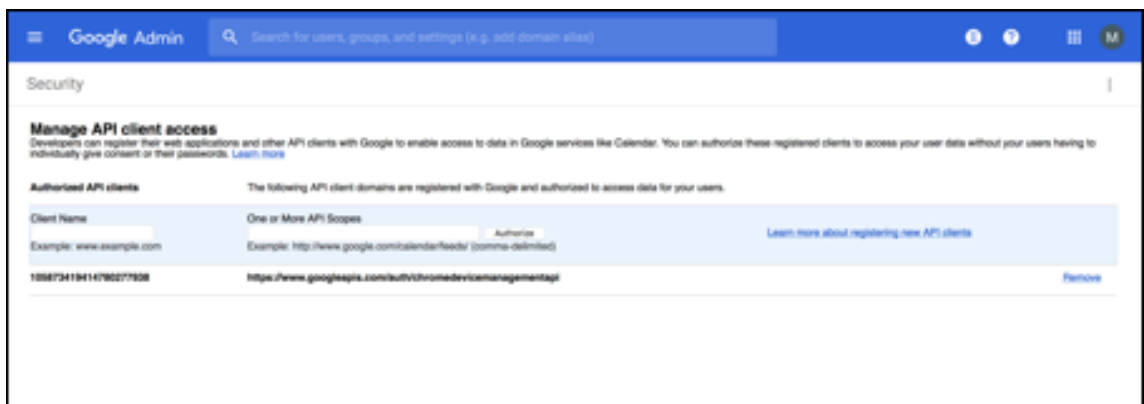 Google Admin
Search for users, groups, and settings (e.g. add domain alias)
M
Security
Manage API client access
Developers can register their web applications and other API clients with Google to enable access to data in Google services like Calendar. You can authorize these registered clients to access your user data without your users having to
individually give consent or their passwords. Learn more
Authorized API clients The following API client domains are registered with Google and authorized to access data for your users.
Client Name One or More API Scopes
Authorize Learn more about registering new API clients
Example: www.example.com Example: http://www.google.com/calendar/feeds/ (comma-delimited)
https://www.googleapis.com/auth/chromedevicemanagementapi Remove